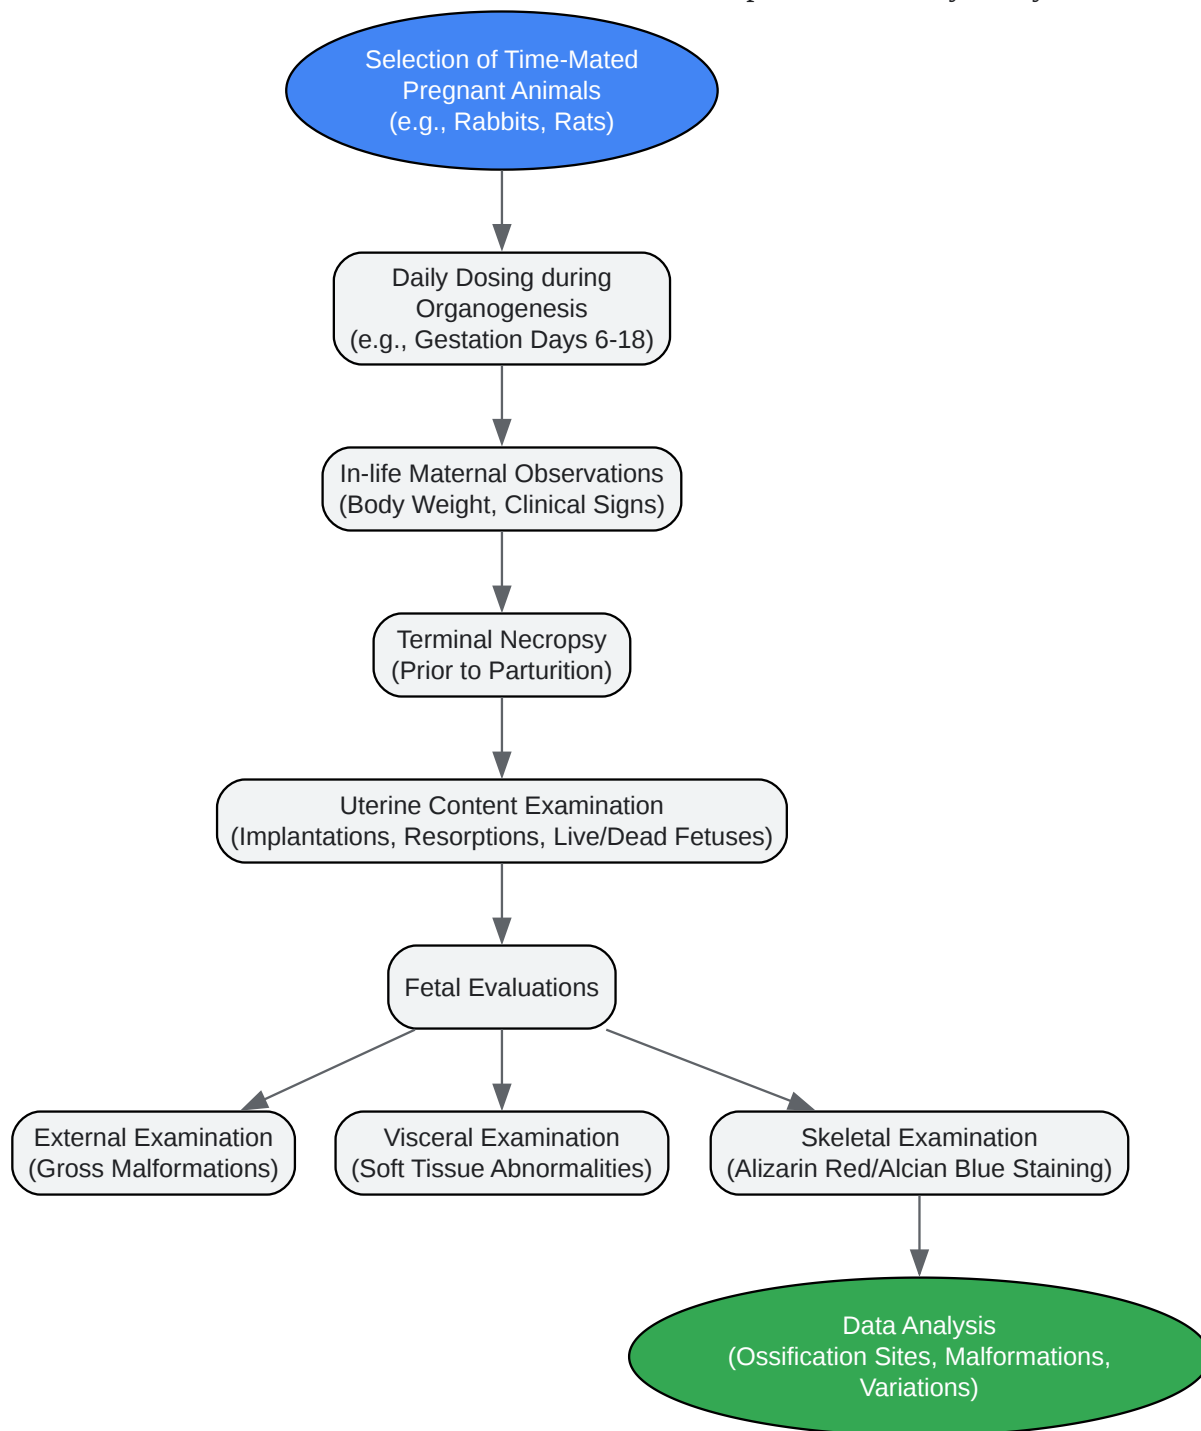 Selection of Time-Mated
Pregnant Animals
(e.g., Rabbits, Rats)
Daily Dosing during
Organogenesis
(e.g., Gestation Days 6-18)
In-life Maternal Observations
(Body Weight, Clinical Signs)
Terminal Necropsy
(Prior to Parturition)
Uterine Content Examination
(Implantations, Resorptions, Live/Dead Fetuses)
Fetal Evaluations
External Examination
(Gross Malformations)
Visceral Examination
(Soft Tissue Abnormalities)
Skeletal Examination
(Alizarin Red/Alcian Blue Staining)
Data Analysis
(Ossification Sites, Malformations,
Variations)